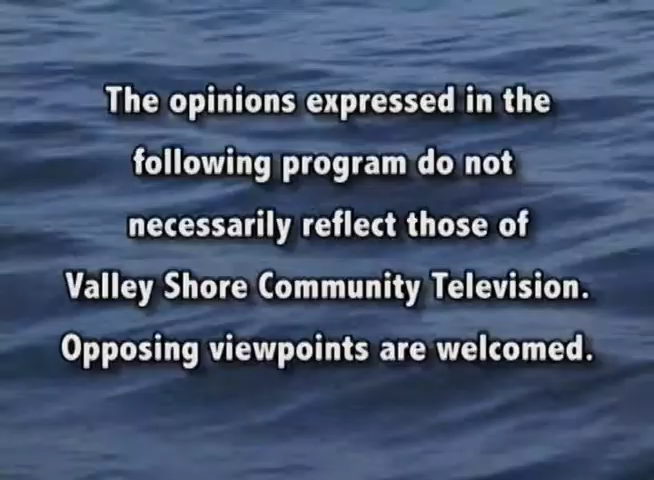 The opinions expressed in the
following program do not
necessarily reflect those of
Valley Shore Community Television.
Opposing viewpoints are welcomed.